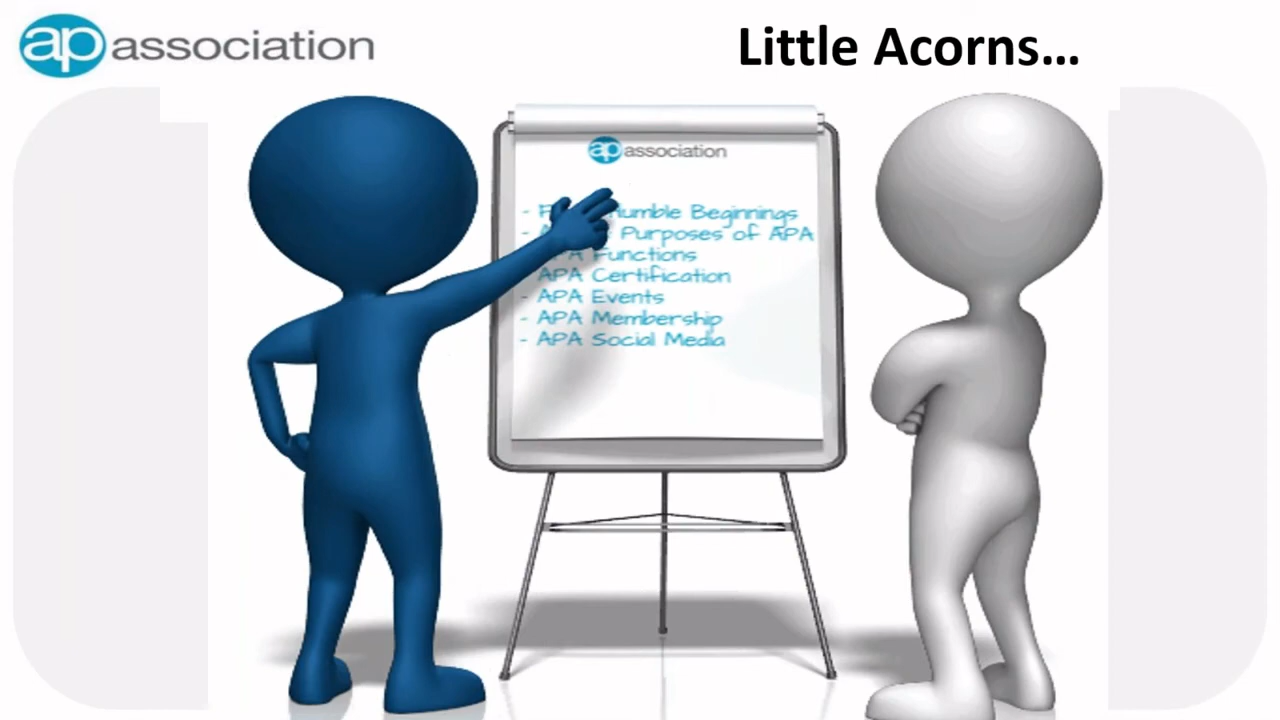 ap association
Little Acorns…
ap association
- Humble Beginnings
- Purposes of APA
APA Functions
APA Certification
- APA Events
- APA Membership
- APA Social Media